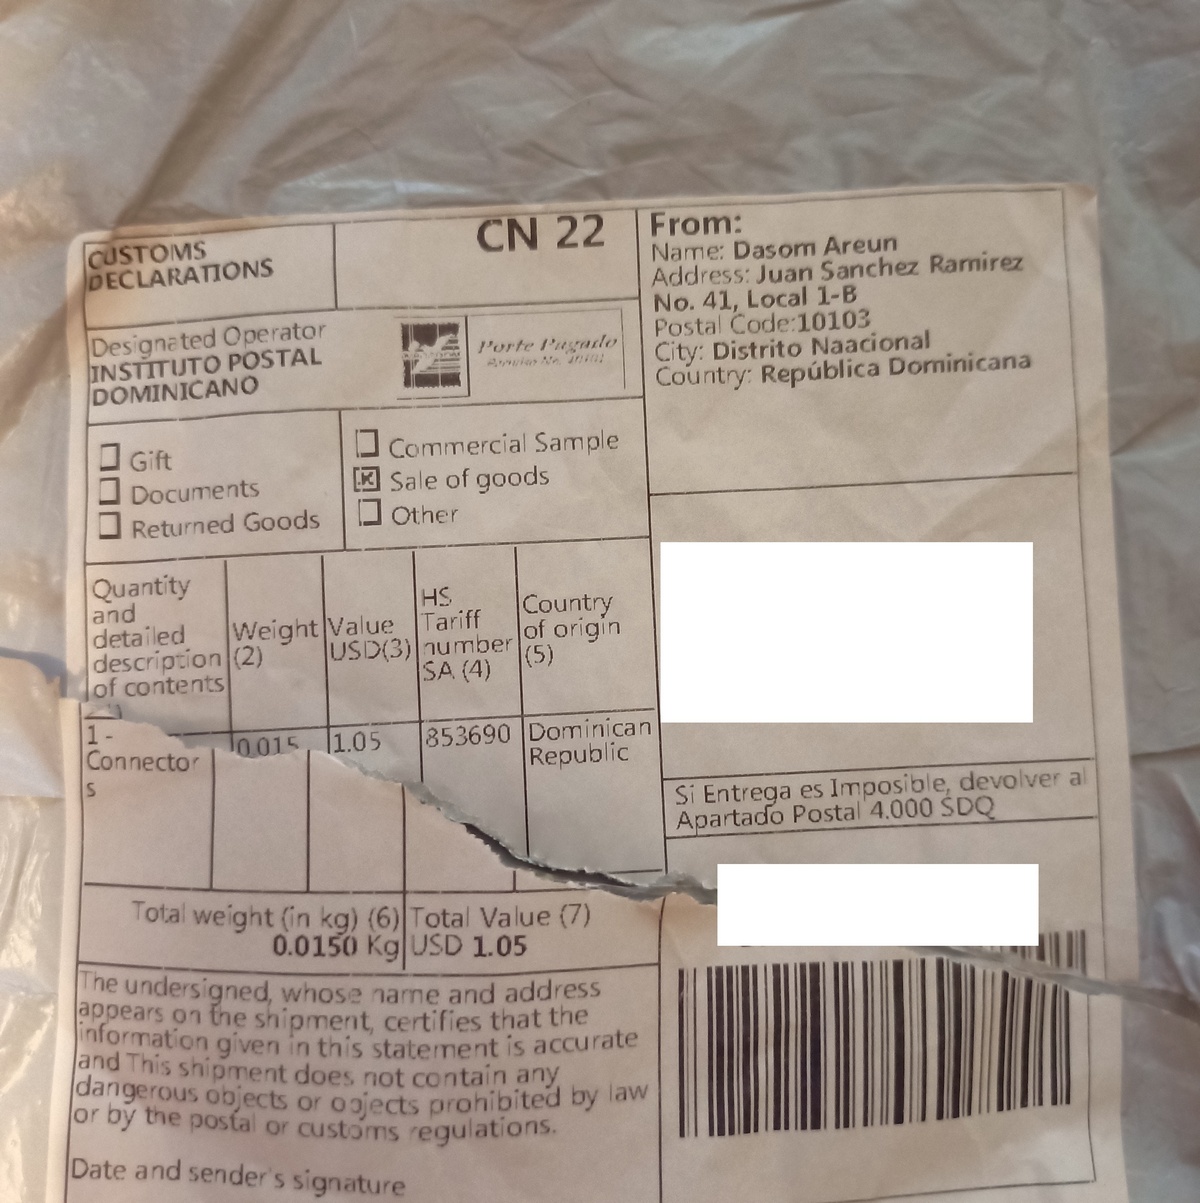 CUSTOMS
DECLARATIONS
CN 22
Designated Operator
INSTITUTO POSTAL
DOMINICANO
Porte Pagado
Gift
Documents
Returned Goods
Commercial Sample
Sale of goods
Other
Quantity
and
detailed
description
of contents
Weight
(2)
Value
USD(3)
HS
Tariff
number
SA (4)
Country
of origin
(5)
1 -
Connector
s
0.015
1.05
853690
Dominican
Republic
Total weight (in kg) (6)
0.0150 Kg
Total Value (7)
USD 1.05
The undersigned, whose name and address
appears on the shipment, certifies that the
information given in this statement is accurate
and This shipment does not contain any
dangerous objects or objects prohibited by law
or by the postal or customs regulations.
Date and sender's signature
From:
Name: Dasom Areun
Address: Juan Sanchez Ramirez
No. 41, Local 1-B
Postal Code:10103
City: Distrito Naacional
Country: República Dominicana
Si Entrega es Imposible, devolver al
Apartado Postal 4.000 SDQ